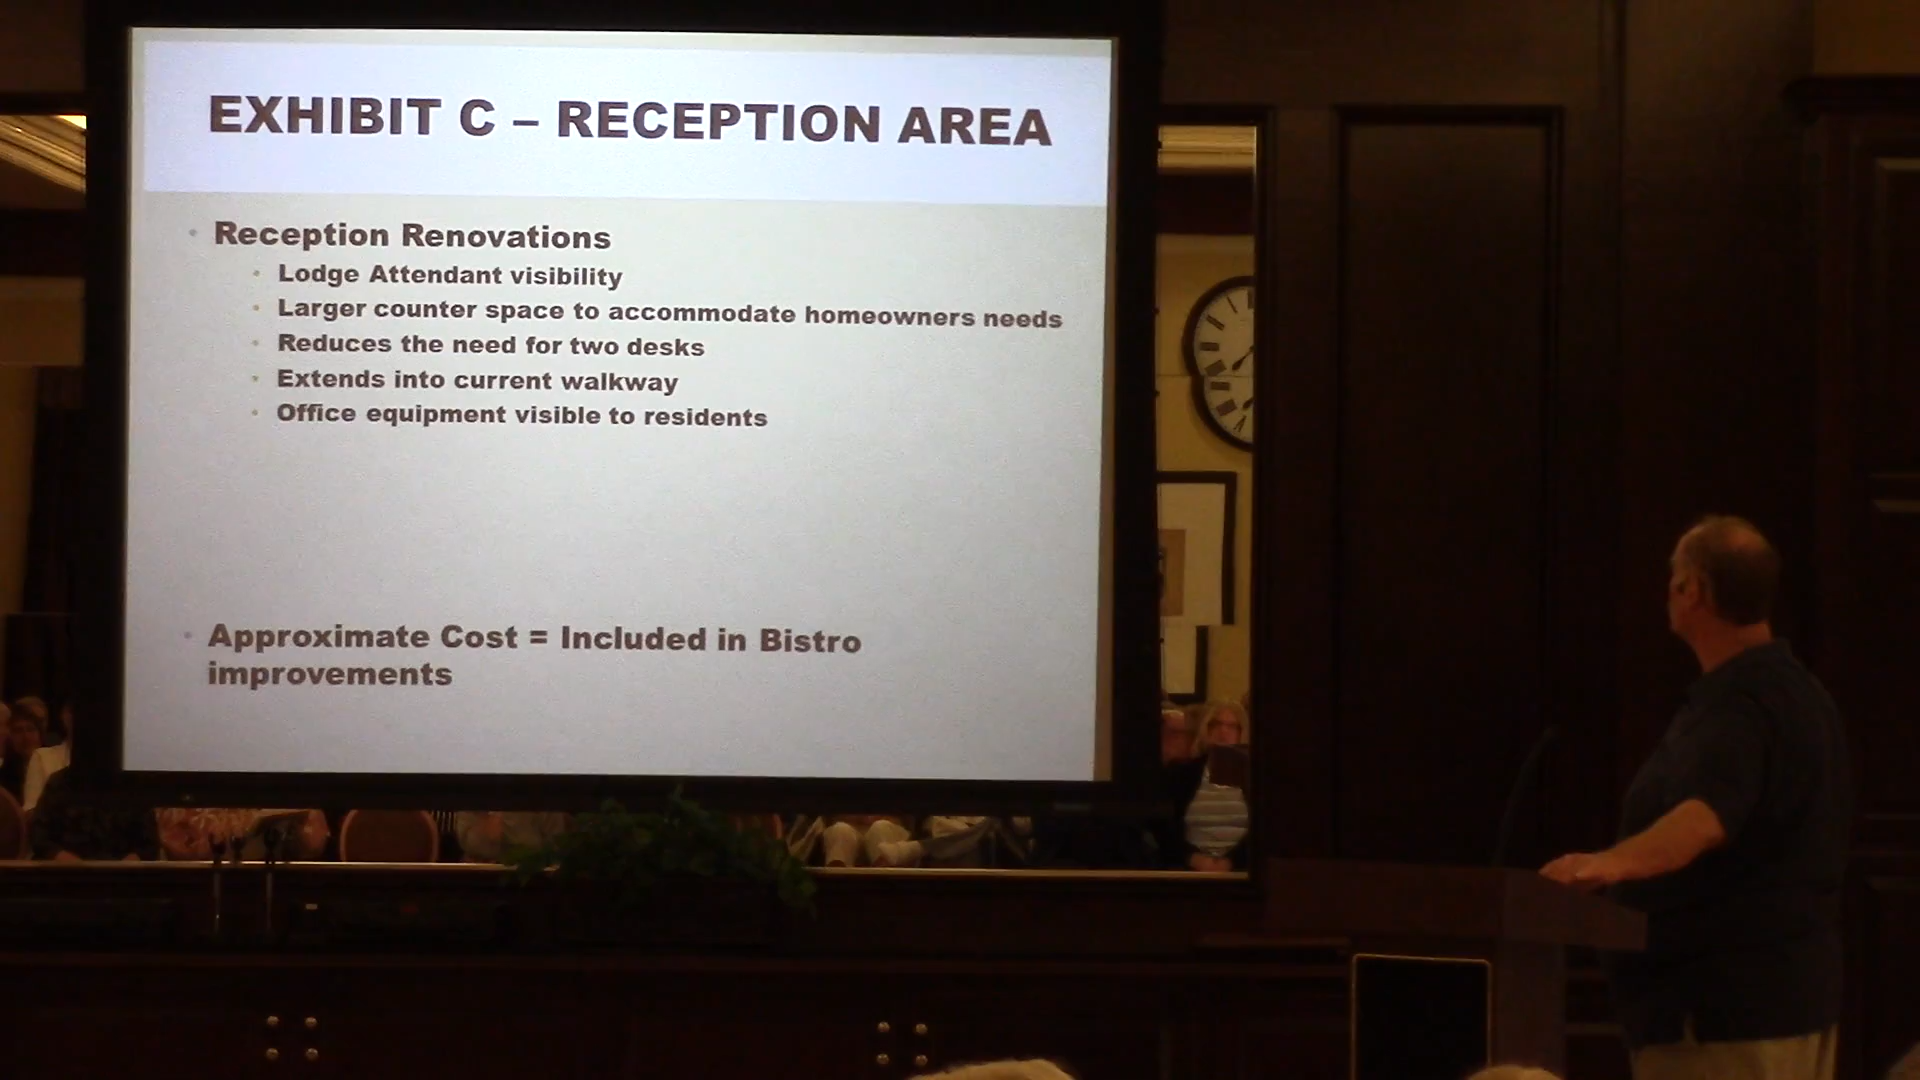 EXHIBIT C – RECEPTION AREA
Reception Renovations
Lodge Attendant visibility
Larger counter space to accommodate homeowners needs
Reduces the need for two desks
Extends into current walkway
Office equipment visible to residents
Approximate Cost = Included in Bistro
improvements